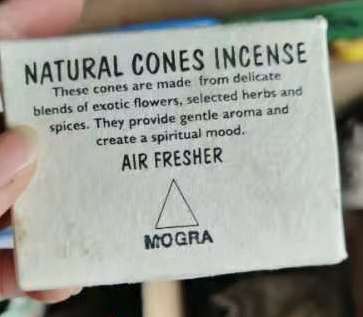 NATURAL CONES INCENSE
These cones are made from delicate
blends of exotic flowers, selected herbs and
spices. They provide gentle aroma and
create a spiritual mood.
AIR FRESHER
MOGRA